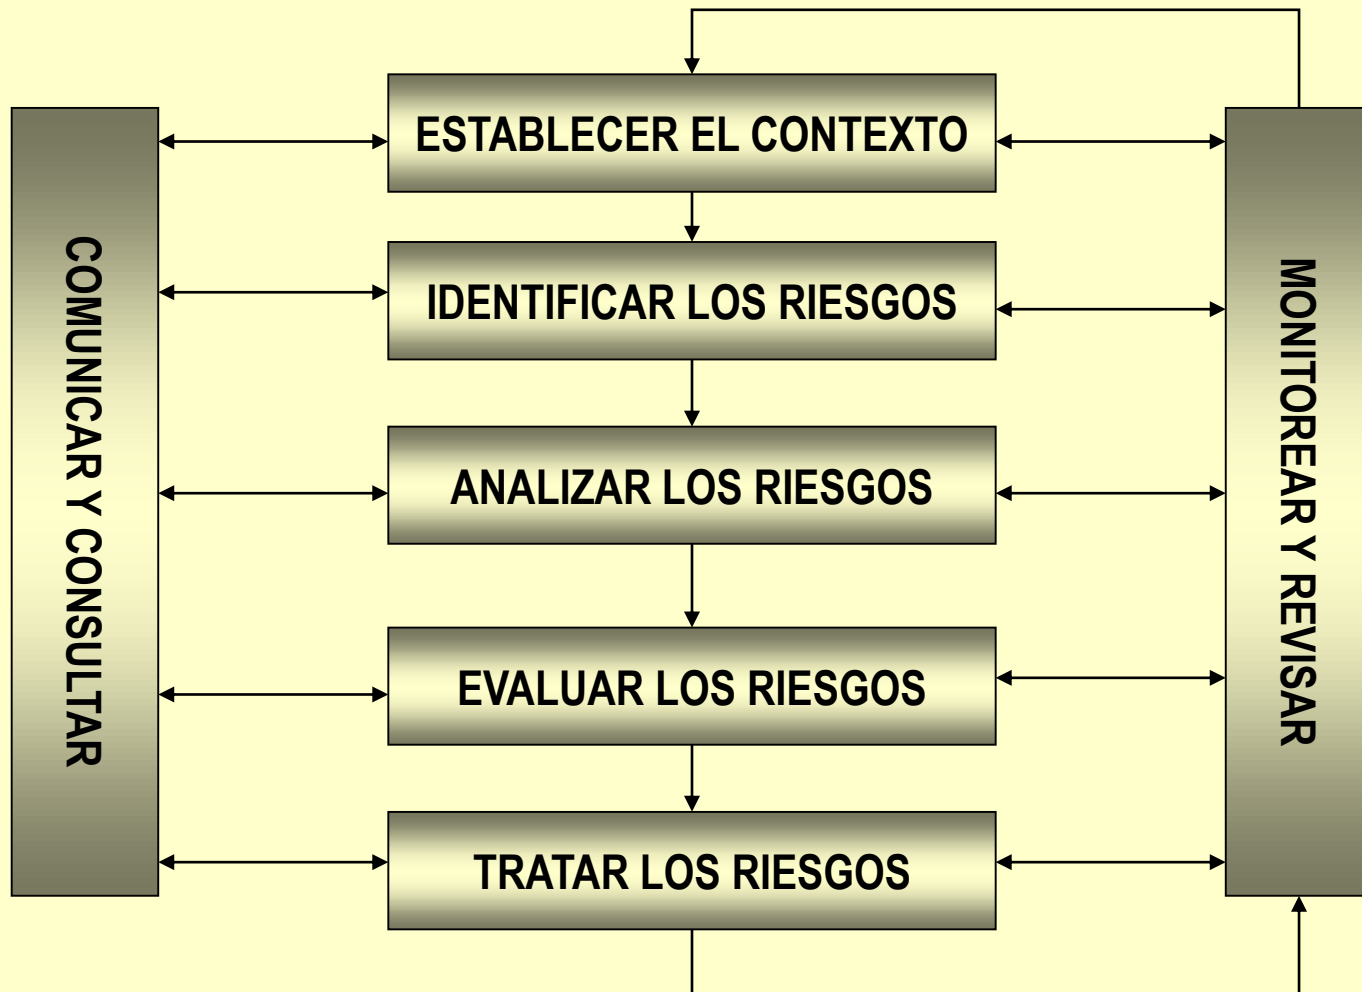 ESTABLECER EL CONTEXTO
COMUNICAR Y CONSULTAR
IDENTIFICAR LOS RIESGOS
MONITOREAR Y REVISAR
ANALIZAR LOS RIESGOS
EVALUAR LOS RIESGOS
TRATAR LOS RIESGOS